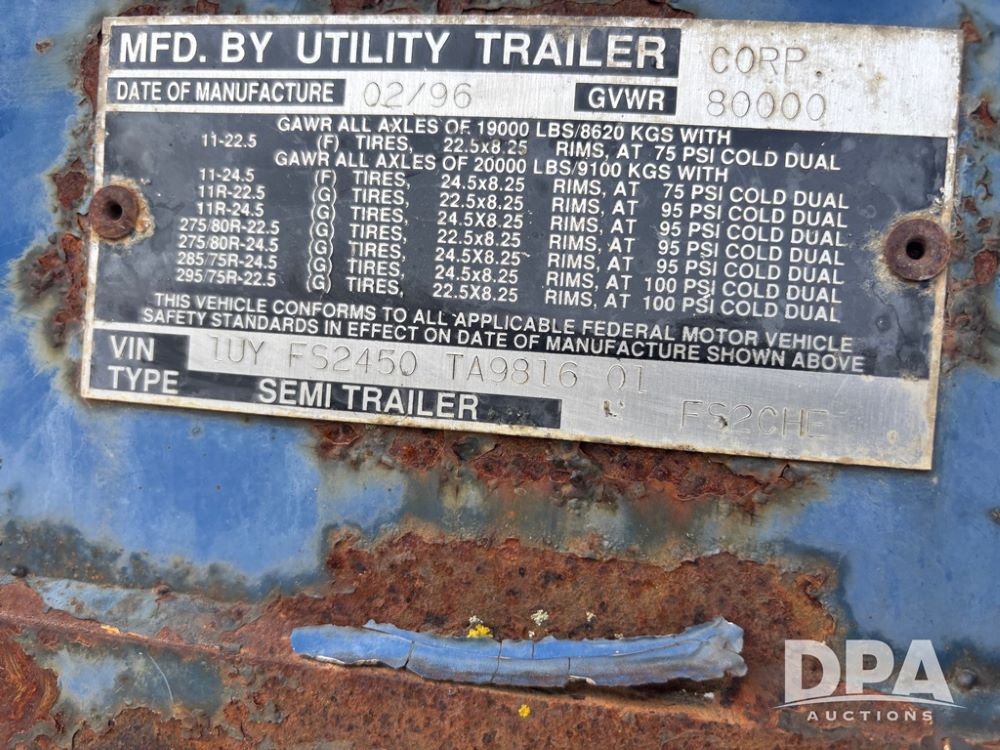 MFD. BY UTILITY TRAILER CORP.
DATE OF MANUFACTURE 02/96 GVWR 80000
GAWR ALL AXLES OF 19000 LBS/8620 KGS WITH
11-22.5 (F) TIRES, 22.5x8.25 RIMS, AT 75 PSI COLD DUAL
GAWR ALL AXLES OF 20000 LBS/9100 KGS WITH
11-24.5 (F) TIRES, 24.5x8.25 RIMS, AT 75 PSI COLD DUAL
11R-22.5 (G) TIRES, 22.5x8.25 RIMS, AT 95 PSI COLD DUAL
11R-24.5 (G) TIRES, 24.5X8.25 RIMS, AT 95 PSI COLD DUAL
275/80R-22.5 (G) TIRES, 22.5x8.25 RIMS, AT 95 PSI COLD DUAL
275/80R-24.5 (G) TIRES, 24.5x8.25 RIMS, AT 95 PSI COLD DUAL
285/75R-24.5 (G) TIRES, 24.5x8.25 RIMS, AT 100 PSI COLD DUAL
295/75R-22.5 (G) TIRES, 22.5x8.25 RIMS, AT 100 PSI COLD DUAL
THIS VEHICLE CONFORMS TO ALL APPLICABLE FEDERAL MOTOR VEHICLE
SAFETY STANDARDS IN EFFECT ON DATE OF MANUFACTURE SHOWN ABOVE
VIN 1UY FS2450 TA9816 01
TYPE SEMI TRAILER FS2CHE
DPA
AUCTIONS